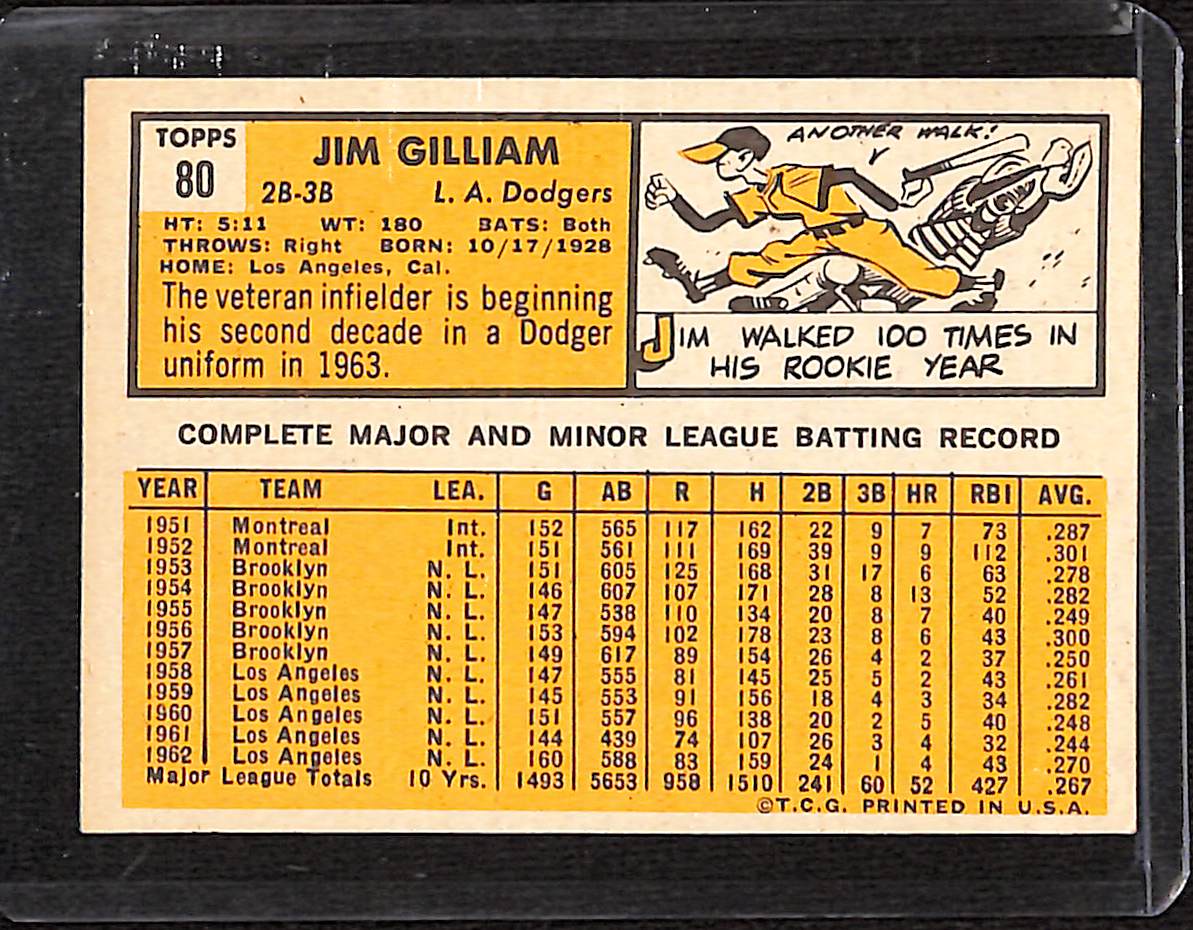 TOPPS
80
JIM GILLIAM
2B-3B L. A. Dodgers
HT: 5:11 WT: 180 BATS: Both
THROWS: Right BORN: 10/17/1928
HOME: Los Angeles, Cal.
The veteran infielder is beginning
his second decade in a Dodger
uniform in 1963.
ANOTHER WALK!
JIM WALKED 100 TIMES IN
HIS ROOKIE YEAR
COMPLETE MAJOR AND MINOR LEAGUE BATTING RECORD
YEAR TEAM LEA. G AB R H 2B 3B HR RBI AVG.
1951 Montreal Int. 152 565 117 162 22 9 7 73 .287
1952 Montreal Int. 151 561 111 169 39 9 9 112 .301
1953 Brooklyn N. L. 151 605 125 168 31 17 6 63 .278
1954 Brooklyn N. L. 146 607 107 171 28 8 13 52 .282
1955 Brooklyn N. L. 147 538 110 134 20 8 7 40 .249
1956 Brooklyn N. L. 153 594 102 178 23 8 6 43 .300
1957 Brooklyn N. L. 149 617 89 154 26 4 2 37 .250
1958 Los Angeles N. L. 147 555 81 145 25 5 2 43 .261
1959 Los Angeles N. L. 145 553 91 156 18 4 3 34 .282
1960 Los Angeles N. L. 151 557 96 138 20 2 5 40 .248
1961 Los Angeles N. L. 144 439 74 107 26 3 4 32 .244
1962 Los Angeles N. L. 160 588 83 159 24 1 4 43 .270
Major League Totals 10 Yrs. 1493 5653 958 1510 241 60 52 427 .267
©T.C.G. PRINTED IN U.S.A.